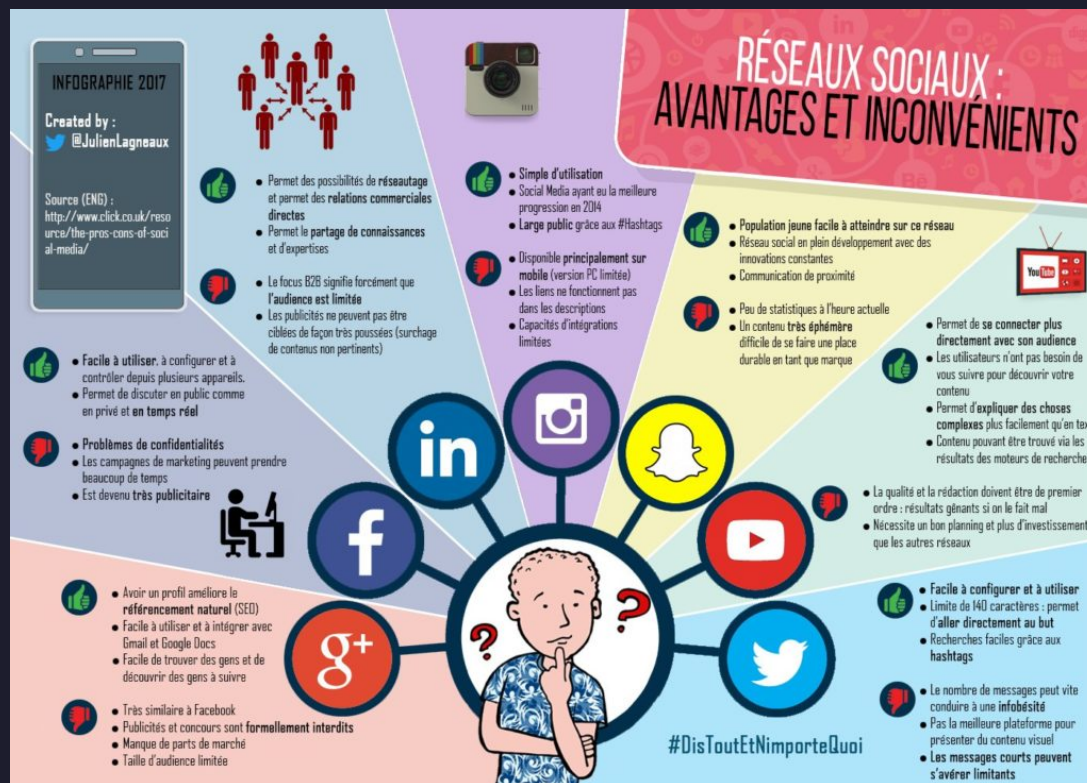 RÉSEAUX SOCIAUX :
AVANTAGES ET INCONVÉNIENTS
INFOGRAPHIE 2017
Created by :
@JulienLagneaux
Source (ENG) :
http://www.click.co.uk/reso
urce/the-pros-cons-of-soci
al-media/
• Permet des possibilités de réseautage
et permet des relations commerciales
directes
• Permet le partage de connaissances
et d'expertises
• Le focus B2B signifie forcément que
l'audience est limitée
• Les publicités ne peuvent pas être
ciblées de façon très poussées (surchage
de contenus non pertinents)
• Simple d'utilisation
• Social Media ayant eu la meilleure
progression en 2014
• Large public grâce aux #Hashtags
• Disponible principalement sur
mobile (version PC limitée)
• Les liens ne fonctionnent pas
dans les descriptions
• Capacités d'intégrations
limitées
• Population jeune facile à atteindre sur ce réseau
• Réseau social en plein développement avec des
innovations constantes
• Communication de proximité
• Peu de statistiques à l'heure actuelle
• Un contenu très éphémère
difficile de se faire une place
durable en tant que marque
YouTube
• Permet de se connecter plus
directement avec son audience
• Les utilisateurs n'ont pas besoin de
vous suivre pour découvrir votre
contenu
• Permet d'expliquer des choses
complexes plus facilement qu'en tex
• Contenu pouvant être trouvé via les
résultats des moteurs de recherche
• La qualité et la rédaction doivent être de premier
ordre : résultats gênants si on le fait mal
• Nécessite un bon planning et plus d'investissement
que les autres réseaux
• Facile à utiliser, à configurer et à
contrôler depuis plusieurs appareils.
• Permet de discuter en public comme
en privé et en temps réel
• Problèmes de confidentialités
• Les campagnes de marketing peuvent prendre
beaucoup de temps
• Est devenu très publicitaire
in
f
g+
• Avoir un profil améliore le
référencement naturel (SEO)
• Facile à utiliser et à intégrer avec
Gmail et Google Docs
• Facile de trouver des gens et de
découvrir des gens à suivre
• Très similaire à Facebook
• Publicités et concours sont formellement interdits
• Manque de parts de marché
• Taille d'audience limitée
? ?
• Facile à configurer et à utiliser
• Limite de 140 caractères : permet
d'aller directement au but
• Recherches faciles grâce aux
hashtags
• Le nombre de messages peut vite
conduire à une infobésité
• Pas la meilleure plateforme pour
présenter du contenu visuel
• Les messages courts peuvent
s'avérer limitants
#DisToutEtNimporteQuoi